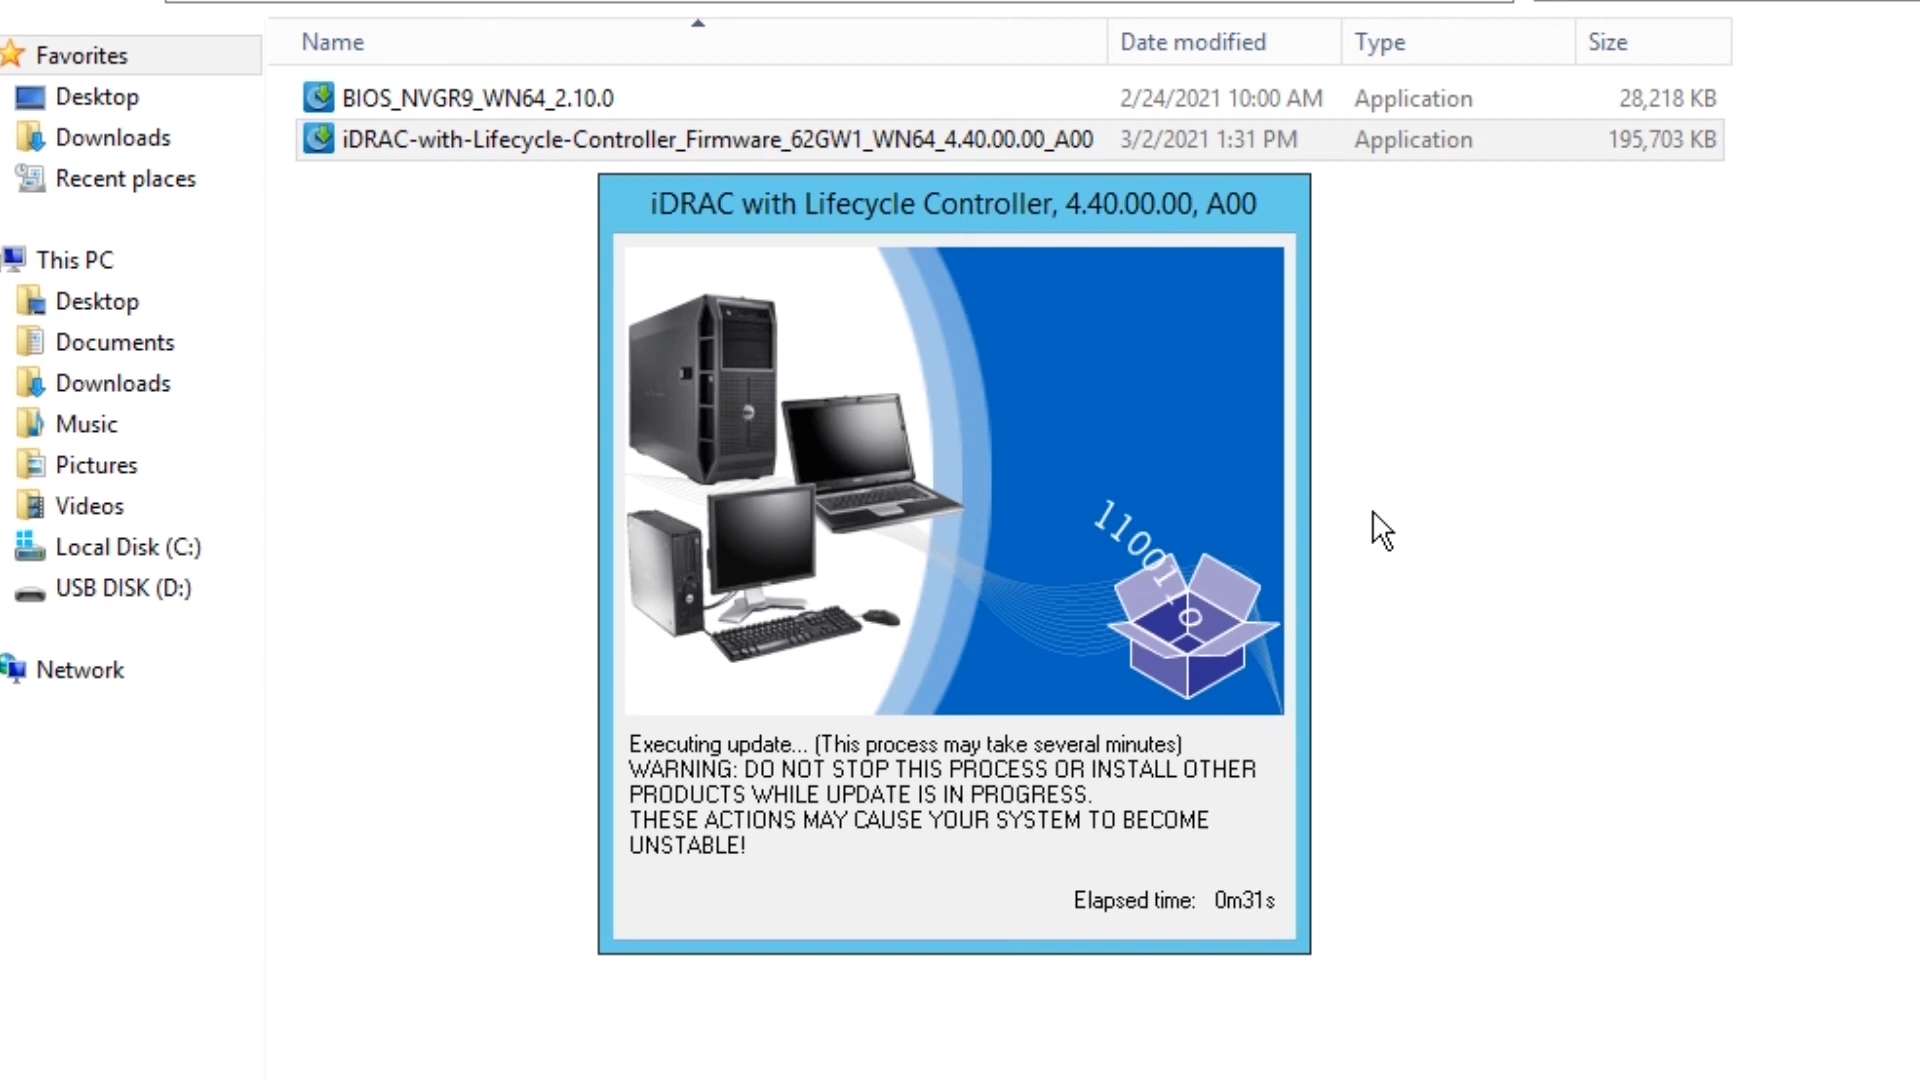 Name Date modified Type Size
Favorites
Desktop
Downloads
Recent places
This PC
Desktop
Documents
Downloads
Music
Pictures
Videos
Local Disk (C:)
USB DISK (D:)
Network
BIOS_NVGR9_WN64_2.10.0 2/24/2021 10:00 AM Application 28,218 KB
iDRAC-with-Lifecycle-Controller_Firmware_62GW1_WN64_4.40.00.00_A00 3/2/2021 1:31 PM Application 195,703 KB
iDRAC with Lifecycle Controller, 4.40.00.00, A00
110010
Executing update... (This process may take several minutes)
WARNING: DO NOT STOP THIS PROCESS OR INSTALL OTHER
PRODUCTS WHILE UPDATE IS IN PROGRESS.
THESE ACTIONS MAY CAUSE YOUR SYSTEM TO BECOME
UNSTABLE!
Elapsed time: 0m31s